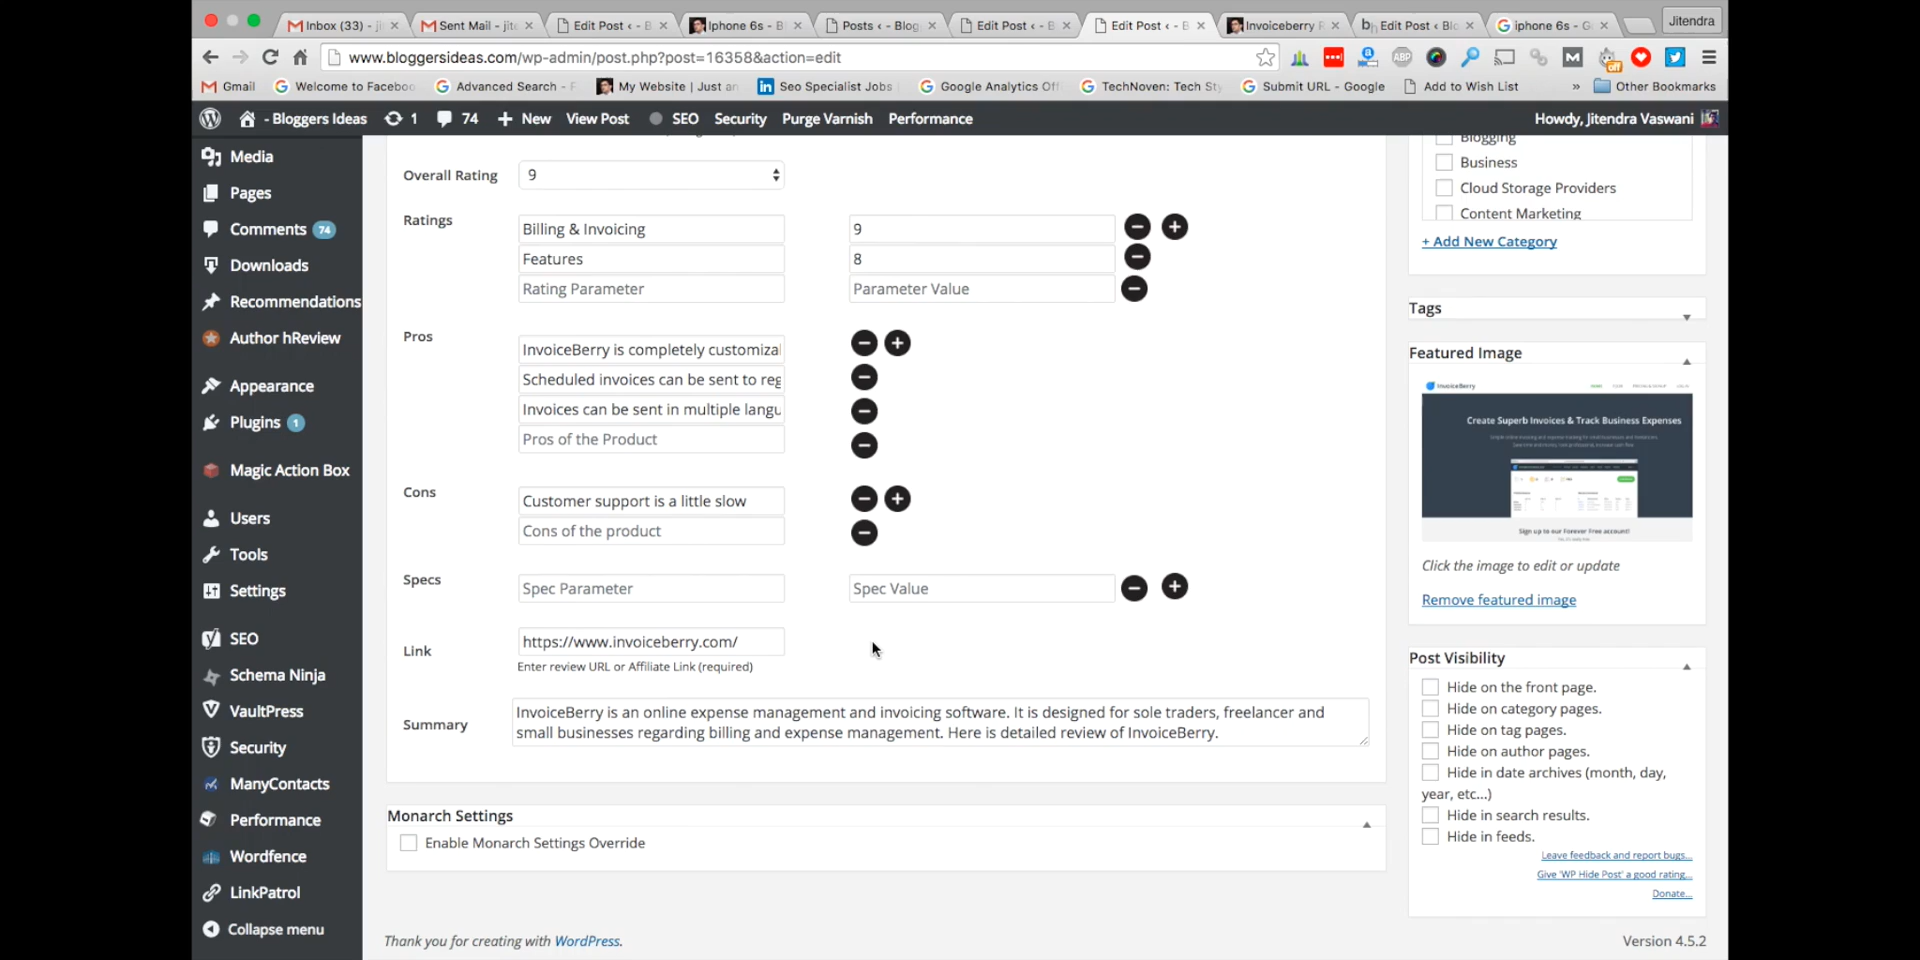 Inbox (33) - ji
Sent Mail - jite
Edit Post ‹ - B
Iphone 6s - B
Posts ‹ - Blog
Edit Post ‹ - B
Edit Post ‹ - B
Invoiceberry R
Edit Post ‹ Blo
iphone 6s - G
Jitendra
www.bloggersideas.com/wp-admin/post.php?post=16358&action=edit
Gmail
Welcome to Facebo
Advanced Search - F
My Website | Just an
Seo Specialist Jobs
Google Analytics Off
TechNoven: Tech Sty
Submit URL - Google
Add to Wish List
»
Other Bookmarks
- Bloggers Ideas
1
74
New
View Post
SEO
Security
Purge Varnish
Performance
Howdy, Jitendra Vaswani
Media
Pages
Comments 74
Downloads
Recommendations
Author hReview
Appearance
Plugins 1
Magic Action Box
Users
Tools
Settings
SEO
Schema Ninja
VaultPress
Security
ManyContacts
Performance
Wordfence
LinkPatrol
Collapse menu
Overall Rating
9
Ratings
Billing & Invoicing
9
Features
8
Rating Parameter
Parameter Value
Pros
InvoiceBerry is completely customizal
Scheduled invoices can be sent to reg
Invoices can be sent in multiple langu
Pros of the Product
Cons
Customer support is a little slow
Cons of the product
Specs
Spec Parameter
Spec Value
Link
https://www.invoiceberry.com/
Enter review URL or Affiliate Link (required)
Summary
InvoiceBerry is an online expense management and invoicing software. It is designed for sole traders, freelancer and
small businesses regarding billing and expense management. Here is detailed review of InvoiceBerry.
Monarch Settings
Enable Monarch Settings Override
Thank you for creating with WordPress.
Blogging
Business
Cloud Storage Providers
Content Marketing
+ Add New Category
Tags
Featured Image
InvoiceBerry
Create Superb Invoices & Track Business Expenses
Sign up to our Forever Free account!
Click the image to edit or update
Remove featured image
Post Visibility
Hide on the front page.
Hide on category pages.
Hide on tag pages.
Hide on author pages.
Hide in date archives (month, day,
year, etc...)
Hide in search results.
Hide in feeds.
Leave feedback and report bugs...
Give 'WP Hide Post' a good rating...
Donate...
Version 4.5.2